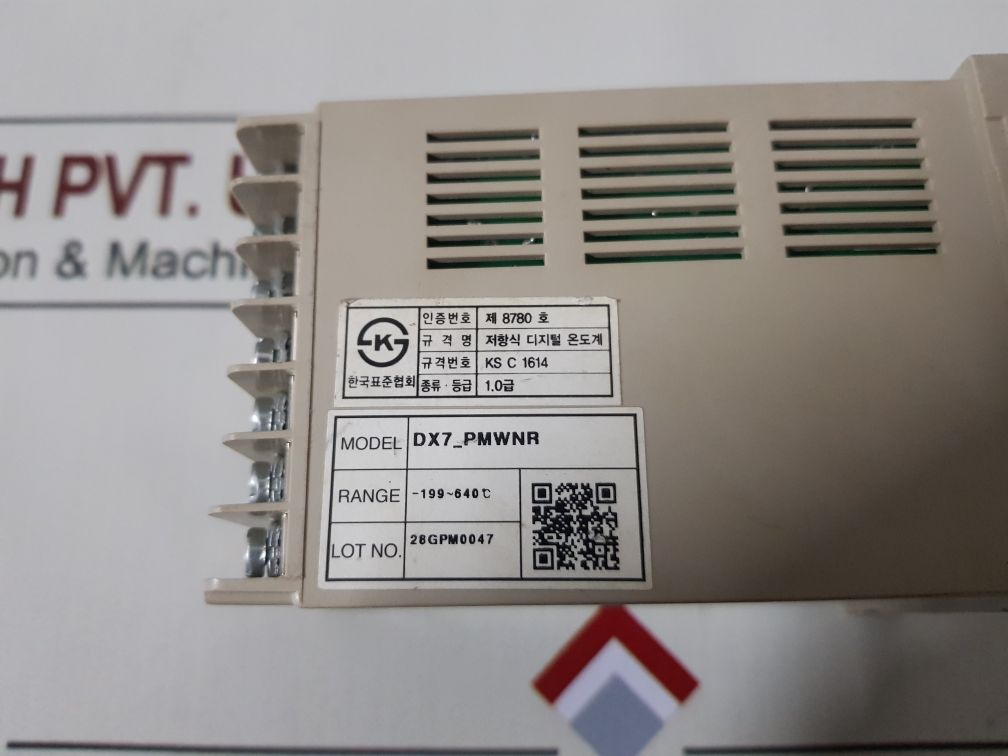 H PVT.
on & Machi
K
한국표준협회
인증번호 제 8780 호
규 격 명 저항식 디지털 온도계
규격번호 KS C 1614
종류 · 등급 1.0급
MODEL DX7_PMWNR
RANGE -199~640℃
LOT NO. 28GPM0047